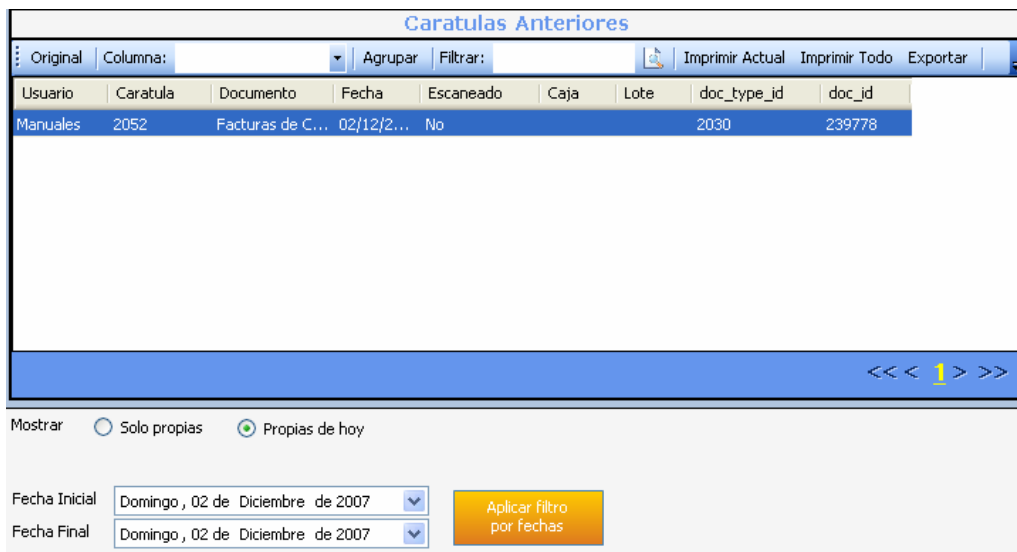 Caratulas Anteriores
Original Columna: Agrupar Filtrar: Imprimir Actual Imprimir Todo Exportar
Usuario Caratula Documento Fecha Escaneado Caja Lote doc_type_id doc_id
Manuales 2052 Facturas de C... 02/12/2... No 2030 239778
<< < 1 > >>
Mostrar Solo propias Propias de hoy
Fecha Inicial Domingo , 02 de Diciembre de 2007
Aplicar filtro
por fechas
Fecha Final Domingo , 02 de Diciembre de 2007